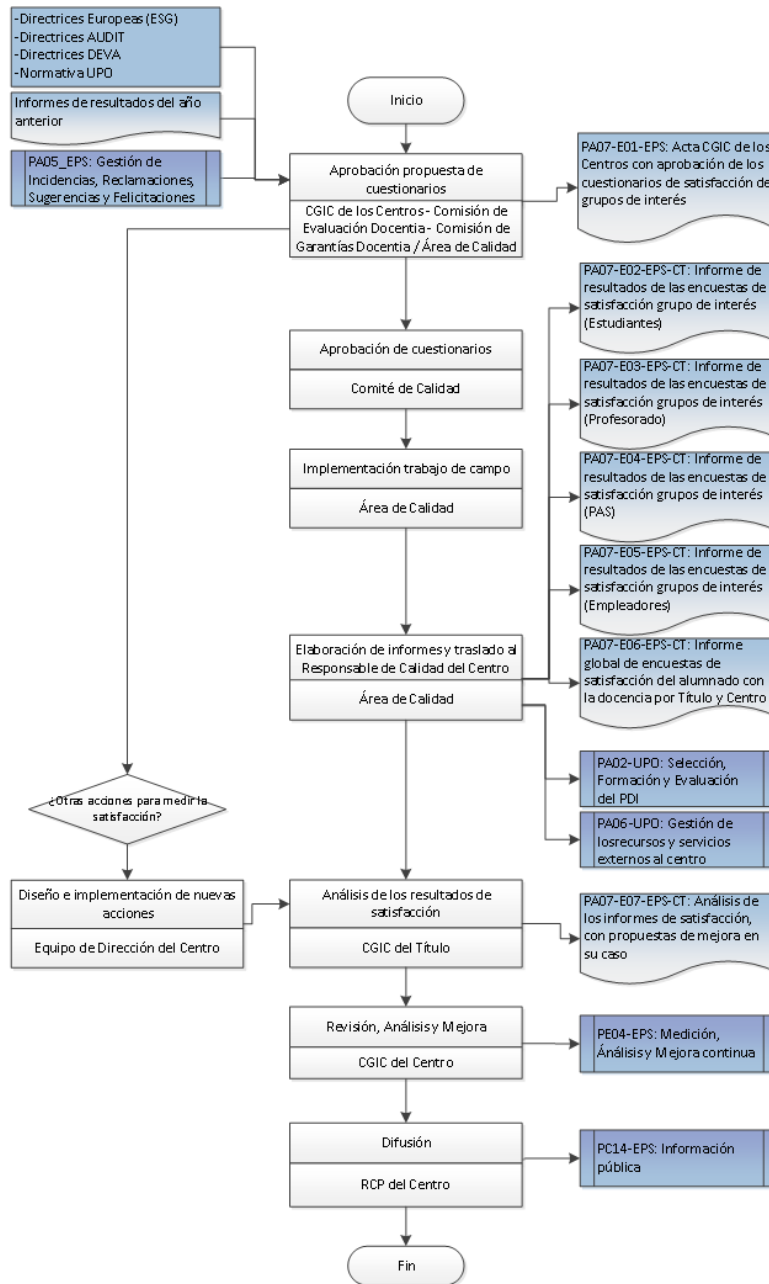 -Directrices Europeas (ESG)
-Directrices AUDIT
-Directrices DEVA
-Normativa UPO
Informes de resultados del año
anterior
PA05_EPS: Gestión de
Incidencias, Reclamaciones,
Sugerencias y Felicitaciones
Inicio
Aprobación propuesta de
cuestionarios
CGIC de los Centros - Comisión de
Evaluación Docentia - Comisión de
Garantías Docentia / Área de Calidad
PA07-E01-EPS: Acta CGIC de los
Centros con aprobación de los
cuestionarios de satisfacción de
grupos de interés
PA07-E02-EPS-CT: Informe de
resultados de las encuestas de
satisfacción grupo de interés
(Estudiantes)
Aprobación de cuestionarios
Comité de Calidad
PA07-E03-EPS-CT: Informe de
resultados de las encuestas de
satisfacción grupos de interés
(Profesorado)
Implementación trabajo de campo
Área de Calidad
PA07-E04-EPS-CT: Informe de
resultados de las encuestas de
satisfacción grupos de interés
(PAS)
PA07-E05-EPS-CT: Informe de
resultados de las encuestas de
satisfacción grupos de interés
(Empleadores)
Elaboración de informes y traslado al
Responsable de Calidad del Centro
Área de Calidad
PA07-E06-EPS-CT: Informe
global de encuestas de
satisfacción del alumnado con
la docencia por Título y Centro
PA02-UPO: Selección,
Formación y Evaluación
del PDI
PA06-UPO: Gestión de
losrecursos y servicios
externos al centro
¿Otras acciones para medir la
satisfacción?
Diseño e implementación de nuevas
acciones
Equipo de Dirección del Centro
Análisis de los resultados de
satisfacción
CGIC del Título
PA07-E07-EPS-CT: Análisis de
los informes de satisfacción,
con propuestas de mejora en
su caso
Revisión, Análisis y Mejora
CGIC del Centro
PE04-EPS: Medición,
Ánálisis y Mejora continua
Difusión
RCP del Centro
PC14-EPS: Información
pública
Fin